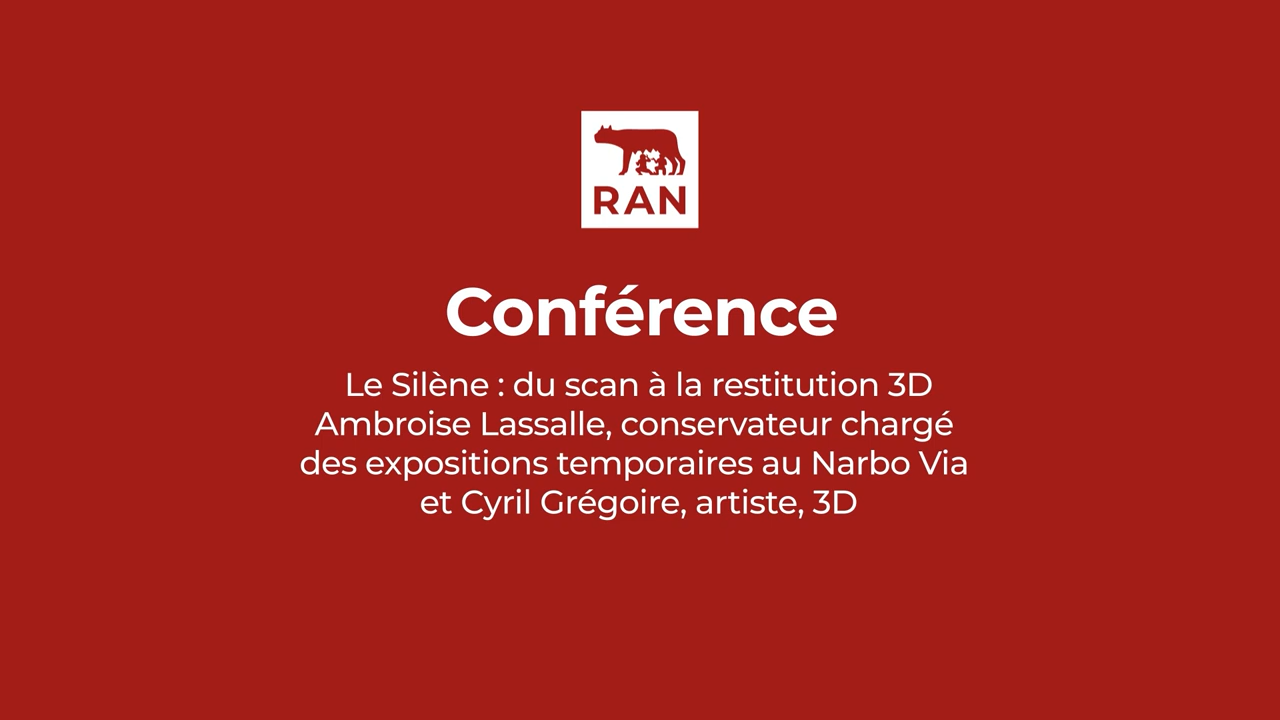 RAN
Conférence
Le Silène : du scan à la restitution 3D
Ambroise Lassalle, conservateur chargé
des expositions temporaires au Narbo Via
et Cyril Grégoire, artiste, 3D